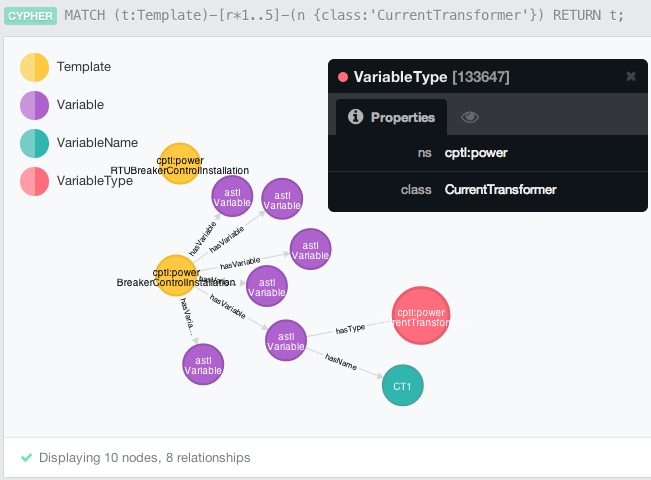 CYPHER MATCH (t:Template)-[r*1..5]-(n {class:'CurrentTransformer'}) RETURN t;
Template
Variable
VariableName
VariableType
VariableType [133647]
Properties
ns cptl:power
class CurrentTransformer
cptl:power
RTUBreakerControlInstallation
astl
Variable
astl
Variable
hasVariable
hasVariable
astl
Variable
hasVariable
cptl:power
BreakerControlInstallation
astl
Variable
hasVariable
hasVaria...
astl
Variable
hasType
cptl:power
rrentTransform
hasName
astl
Variable
CT1
Displaying 10 nodes, 8 relationships